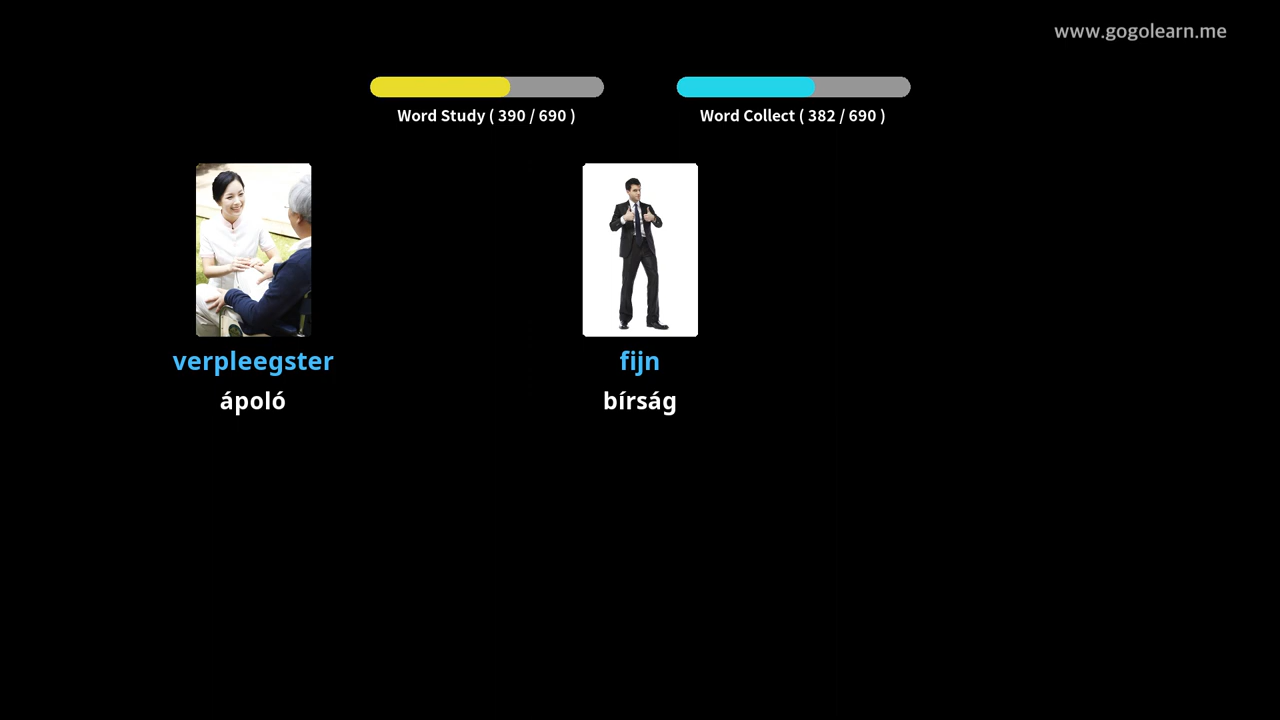 www.gogolearn.me
Word Study ( 390 / 690 )
Word Collect ( 382 / 690 )
verpleegster
ápoló
fijn
bírság